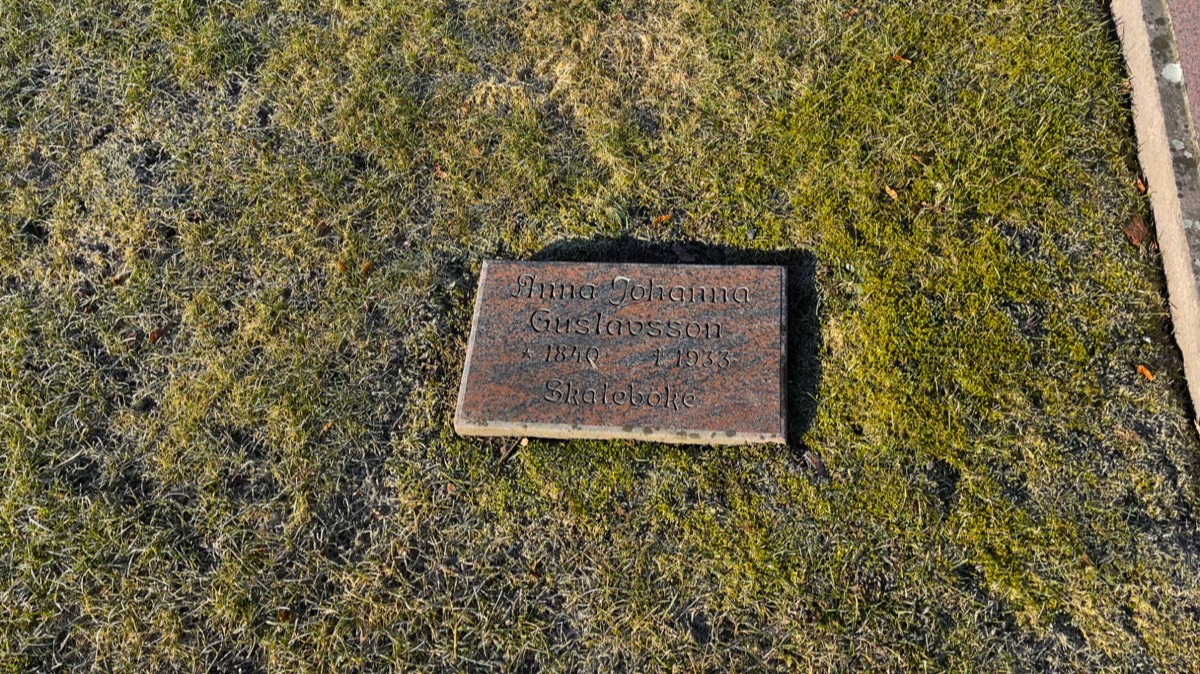 Anna Johanna
Gustavsson
* 1840 † 1933
Skateböke